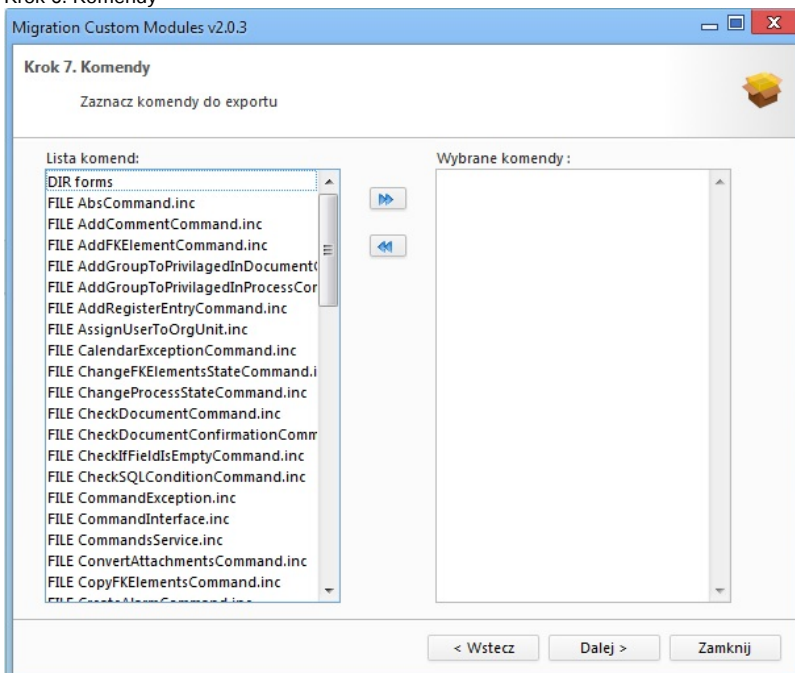 Migration Custom Modules v2.0.3
Krok 7. Komendy
Zaznacz komendy do exportu
Lista komend:
DIR forms
FILE AbsCommand.inc
FILE AddCommentCommand.inc
FILE AddFKElementCommand.inc
FILE AddGroupToPrivilagedInDocument
FILE AddGroupToPrivilagedInProcessCor
FILE AddRegisterEntryCommand.inc
FILE AssignUserToOrgUnit.inc
FILE CalendarExceptionCommand.inc
FILE ChangeFKElementsStateCommand.i
FILE ChangeProcessStateCommand.inc
FILE CheckDocumentCommand.inc
FILE CheckDocumentConfirmationComm
FILE CheckIfFieldIsEmptyCommand.inc
FILE CheckSQLConditionCommand.inc
FILE CommandException.inc
FILE CommandInterface.inc
FILE CommandsService.inc
FILE ConvertAttachmentsCommand.inc
FILE CopyFKElementsCommand.inc
Wybrane komendy :
< Wstecz
Dalej >
Zamknij